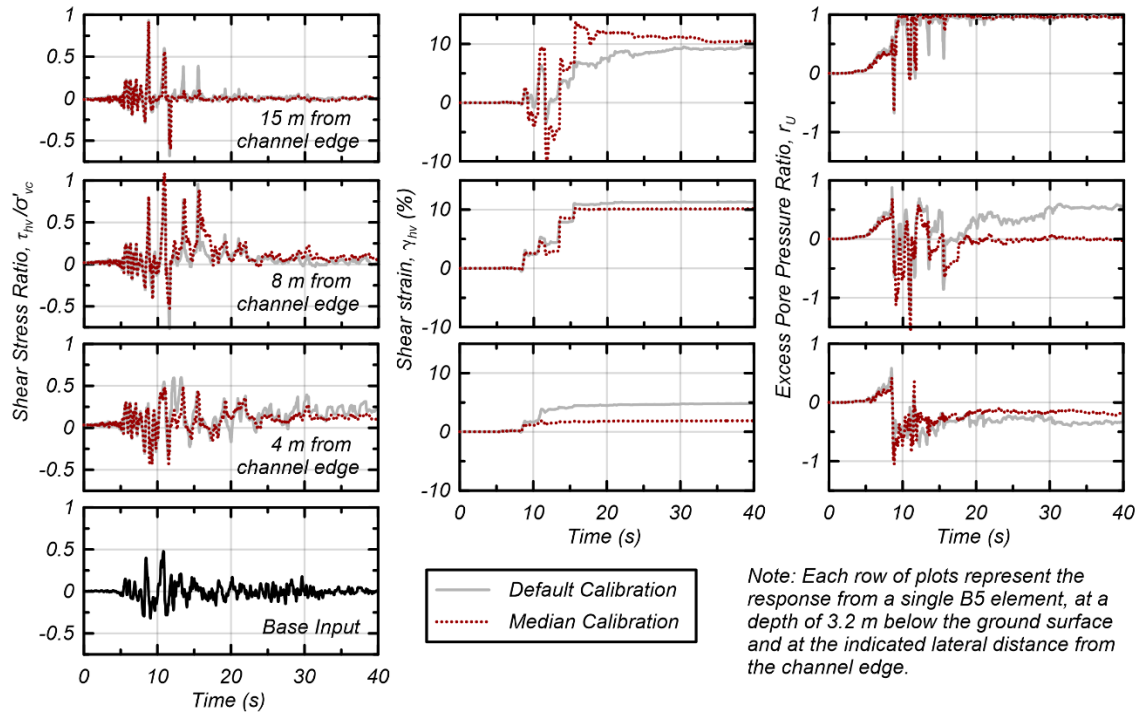 Shear Stress Ratio, τhv/σ'vc
1
0.5
0
-0.5
15 m from
channel edge
1
0.5
0
-0.5
8 m from
channel edge
1
0.5
0
-0.5
4 m from
channel edge
1
0.5
0
-0.5
Base Input
0 10 20 30 40
Time (s)
Shear strain, γhv (%)
10
0
-10
10
0
-10
10
0
-10
0 10 20 30 40
Time (s)
Excess Pore Pressure Ratio, rU
1
0
-1
1
0
-1
1
0
-1
0 10 20 30 40
Time (s)
Default Calibration
Median Calibration
Note: Each row of plots represent the
response from a single B5 element, at a
depth of 3.2 m below the ground surface
and at the indicated lateral distance from
the channel edge.